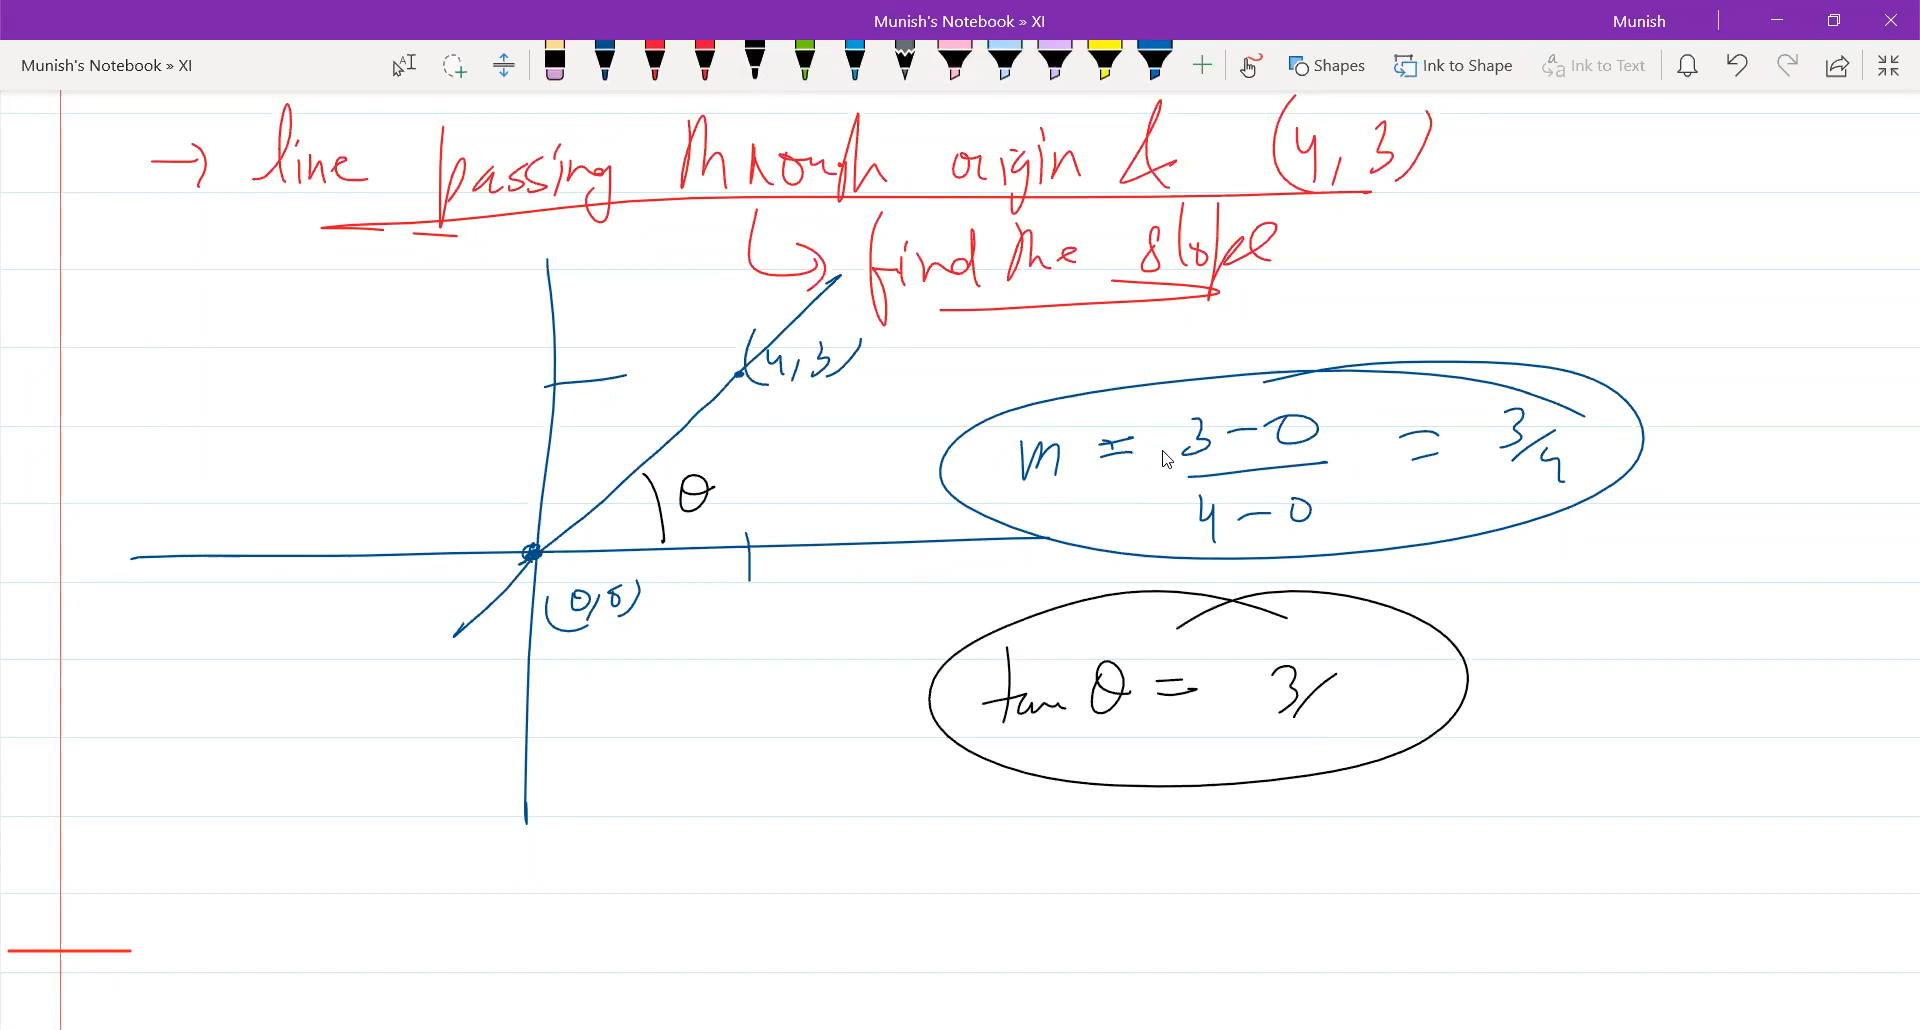 Munish's Notebook » XI
Munish
Munish's Notebook » XI
Shapes
Ink to Shape
Ink to Text
→ line passing through origin & (4, 3)
↳ find the slope
(4, 3)
θ
m = 3-0/4-0 = 3/4
(0,0)
tan θ = 3/